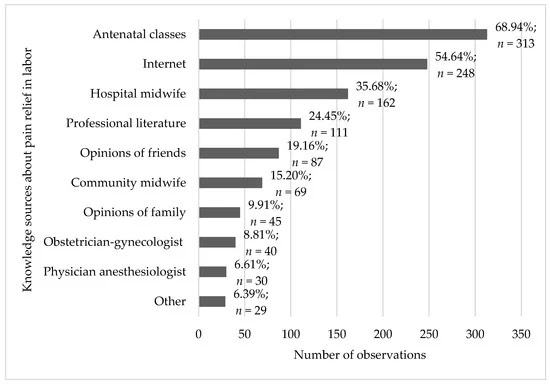 Knowledge sources about pain relief in labor
Antenatal classes
68.94%;
n = 313
Internet
54.64%;
n = 248
Hospital midwife
35.68%;
n = 162
Professional literature
24.45%;
n = 111
Opinions of friends
19.16%;
n = 87
Community midwife
15.20%;
n = 69
Opinions of family
9.91%;
n = 45
Obstetrician-gynecologist
8.81%;
n = 40
Physician anesthesiologist
6.61%;
n = 30
Other
6.39%;
n = 29
0 50 100 150 200 250 300 350
Number of observations